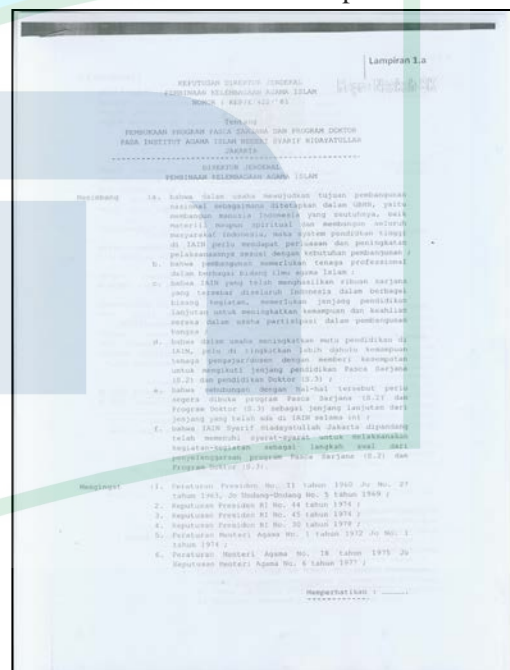 Lampiran 1.a
KEPUTUSAN DIREKTUR JENDERAL
PEMBINAAN KELEMBAGAAN AGAMA ISLAM
NOMOR :
Tentang
PEMBUKAAN PROGRAM PASCA SARJANA DAN PROGRAM DOKTOR
PADA INSTITUT AGAMA ISLAM NEGERI SYARIF HIDAYATULLAH
JAKARTA
DIREKTUR JENDERAL
PEMBINAAN KELEMBAGAAN AGAMA ISLAM
Menimbang :a. bahwa dalam usaha mewujudkan tujuan pembangunan
nasional sebagaimana ditetapkan dalam GBHN, yaitu
membangun manusia Indonesia yang seutuhnya, baik
materiil maupun spiritual dan membangun seluruh
masyarakat Indonesia, maka system pendidikan tinggi
di IAIN perlu mendapat perluasan dan peningkatan
pelaksanaannya sesuai dengan kebutuhan pembangunan ;
b. bahwa pembangunan memerlukan tenaga professional
dalam berbagai bidang ilmu agama Islam ;
c. bahwa IAIN yang telah menghasilkan ribuan sarjana
yang tersebar diseluruh Indonesia dalam berbagai
bidang kegiatan, memerlukan jenjang pendidikan
lanjutan untuk meningkatkan kemampuan dan keahlian
mereka dalam usaha partisipasi dalam pembangunan
bangsa ;
d. bahwa dalam usaha meningkatkan mutu pendidikan di
IAIN, perlu di tingkatkan lebih dahulu kemampuan
tenaga pengajar/dosen dengan memberi kesempatan
untuk mengikuti jenjang pendidikan Pasca Sarjana
(S.2) dan pendidikan Doktor (S.3) ;
e. bahwa sehubungan dengan hal-hal tersebut perlu
segera dibuka program Pasca Sarjana (S.2) dan
Program Doktor (S.3) sebagai jenjang lanjutan dari
jenjang yang telah ada di IAIN selama ini ;
f. bahwa IAIN Syarif Hidayatullah Jakarta dipandang
telah memenuhi syarat-syarat untuk melaksanakan
kegiatan-kegiatan sebagai langkah awal dari
penyelenggaraan program Pasca Sarjana (S.2) dan
Program Doktor (S.3).
Mengingat :1. Peraturan Presiden No. 11 tahun 1960 Jo No. 27
tahun 1963, Jo Undang-Undang No. 5 tahun 1969 ;
2. Keputusan Presiden RI No. 44 tahun 1974 ;
3. Keputusan Presiden RI No. 45 tahun 1974 ;
4. Keputusan Presiden RI No. 30 tahun 1978 ;
5. Peraturan Menteri Agama No. 1 tahun 1972 Jo No. 1
tahun 1974 ;
6. Peraturan Menteri Agama No. 18 tahun 1975 Jo
Keputusan Menteri Agama No. 6 tahun 1977 ;
Memperhatikan : ......